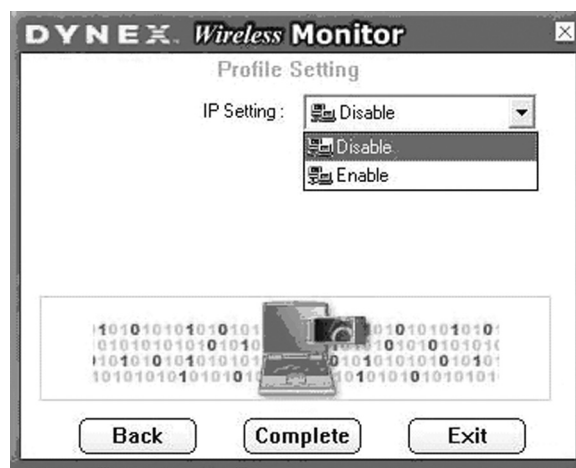 DYNEX Wireless Monitor
Profile Setting
IP Setting : Disable
Disable
Enable
Back Complete Exit